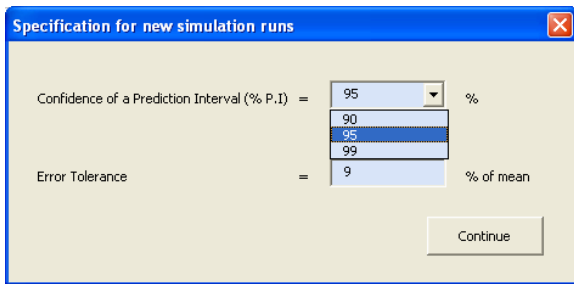 Specification for new simulation runs
Confidence of a Prediction Interval (% P.I) = 95 %
90
95
99
Error Tolerance = 9 % of mean
Continue